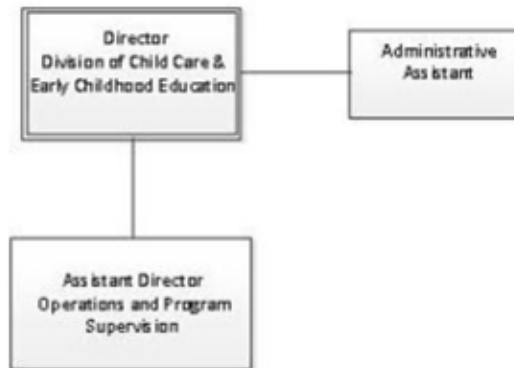 Director
Division of Child Care &
Early Childhood Education
Administrative
Assistant
Assistant Director
Operations and Program
Supervision